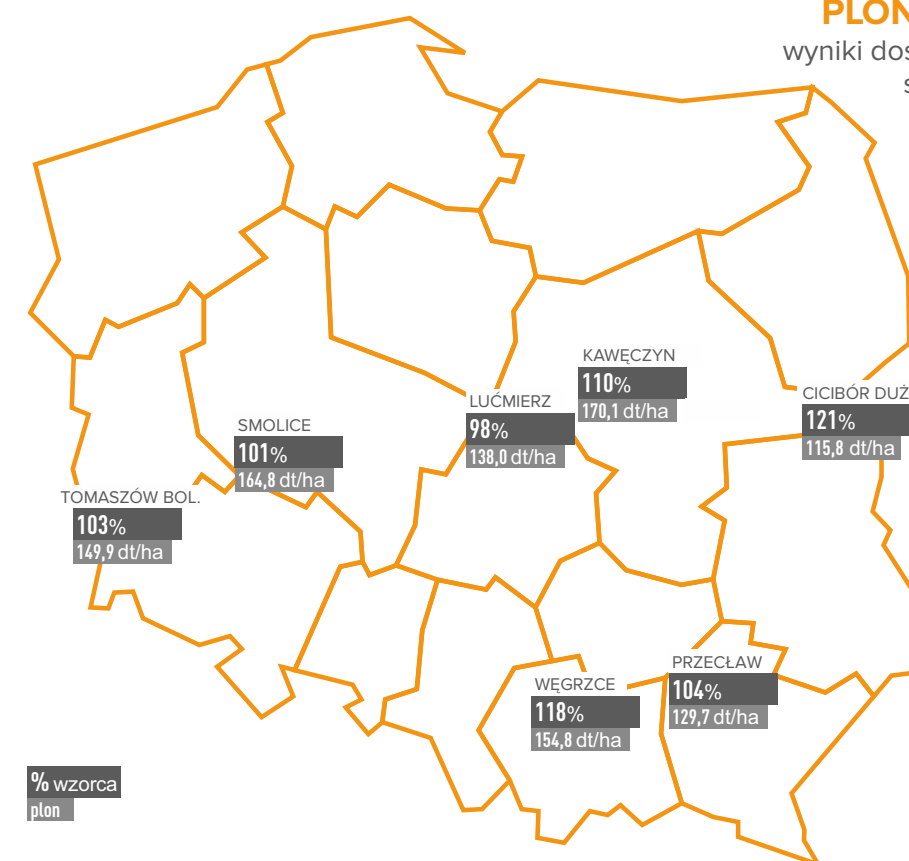 PLON
wyniki dos
s
KAWĘCZYN
110%
170,1 dt/ha
CICIBÓR DUŻ
121%
115,8 dt/ha
LUĆMIERZ
98%
138,0 dt/ha
SMOLICE
101%
164,8 dt/ha
TOMASZÓW BOL.
103%
149,9 dt/ha
PRZECŁAW
104%
129,7 dt/ha
WĘGRZCE
118%
154,8 dt/ha
% wzorca
plon